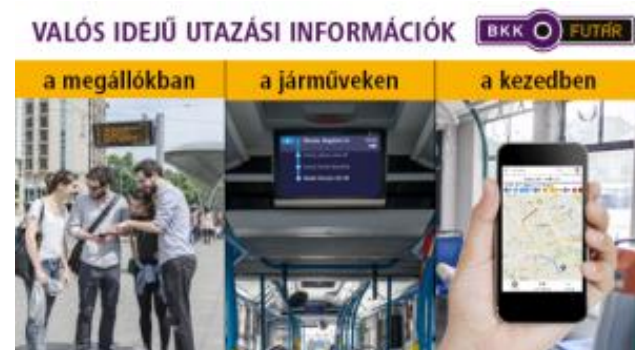 VALÓS IDEJŰ UTAZÁSI INFORMÁCIÓK
BKK FUTÁR
a megállókban
a járműveken
a kezedben